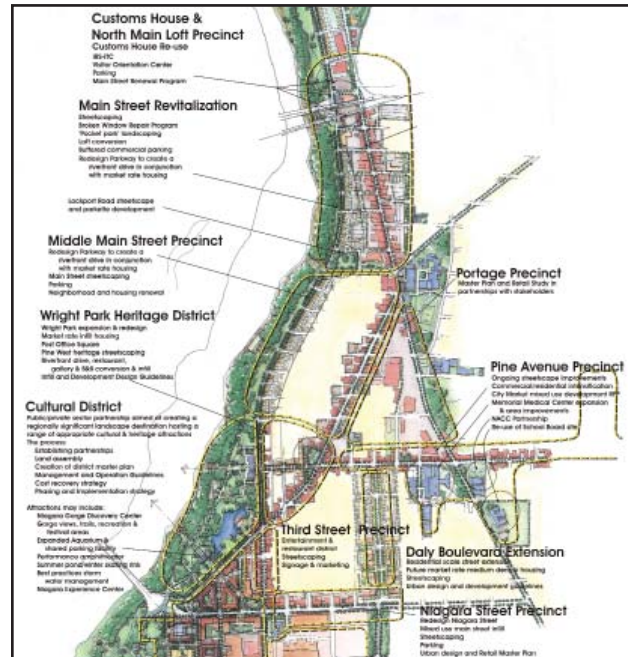 Customs House &
North Main Loft Precinct
Customs House Re-use
IRS-ITC
Visitor Orientation Center
Parking
Main Street Renewal Program
Main Street Revitalization
Streetscaping
Broken Window Repair Program
'Pocket park' landscaping
Loft conversion
Buffered commercial parking
Redesign Parkway to create a
riverfront drive in conjunction
with market rate housing
Lockport Road streetscape
and parkette development
Middle Main Street Precinct
Redesign Parkway to create a
riverfront drive in conjunction
with market rate housing
Main Street streetscaping
Parking
Neighborhood and housing renewal
Portage Precinct
Master Plan and Retail Study in
partnerships with stakeholders
Wright Park Heritage District
Wright Park expansion & redesign
Market rate infill housing
Post Office Square
Pine West heritage streetscaping
Riverfront drive, restaurant,
gallery & B&B conversion & infill
Infill and Development Design Guidelines
Pine Avenue Precinct
Ongoing streetscape improvements
Commercial residential intensification
City Market mixed use development
Memorial Medical Center expansion
& area improvements
NACC Partnership
Re-use of School Board site
Cultural District
Public/private sector partnership aimed at creating a
regionally significant landscape destination hosting a
range of appropriate cultural & heritage attractions
The process:
Establishing partnerships
Land assembly
Creation of district master plan
Management and Operation Guidelines
Cost recovery strategy
Phasing and Implementation strategy
Attractions may include:
Niagara Gorge Discovery Center
Gorge views, trails, recreation &
festival areas
Expanded Aquarium &
shared parking facility
Performance amphitheater
Summer pond/winter skating rink
Best practices storm
water management
Niagara Experience Center
Third Street Precinct
Entertainment &
restaurant district
Streetscaping
Signage & marketing
Daly Boulevard Extension
Residential scale street extension
Future market rate medium density housing
Streetscaping
Urban design and development guidelines
Niagara Street Precinct
Redesign Niagara Street
Mixed use main street infill
Streetscaping
Parking
Urban design and Retail Master Plan